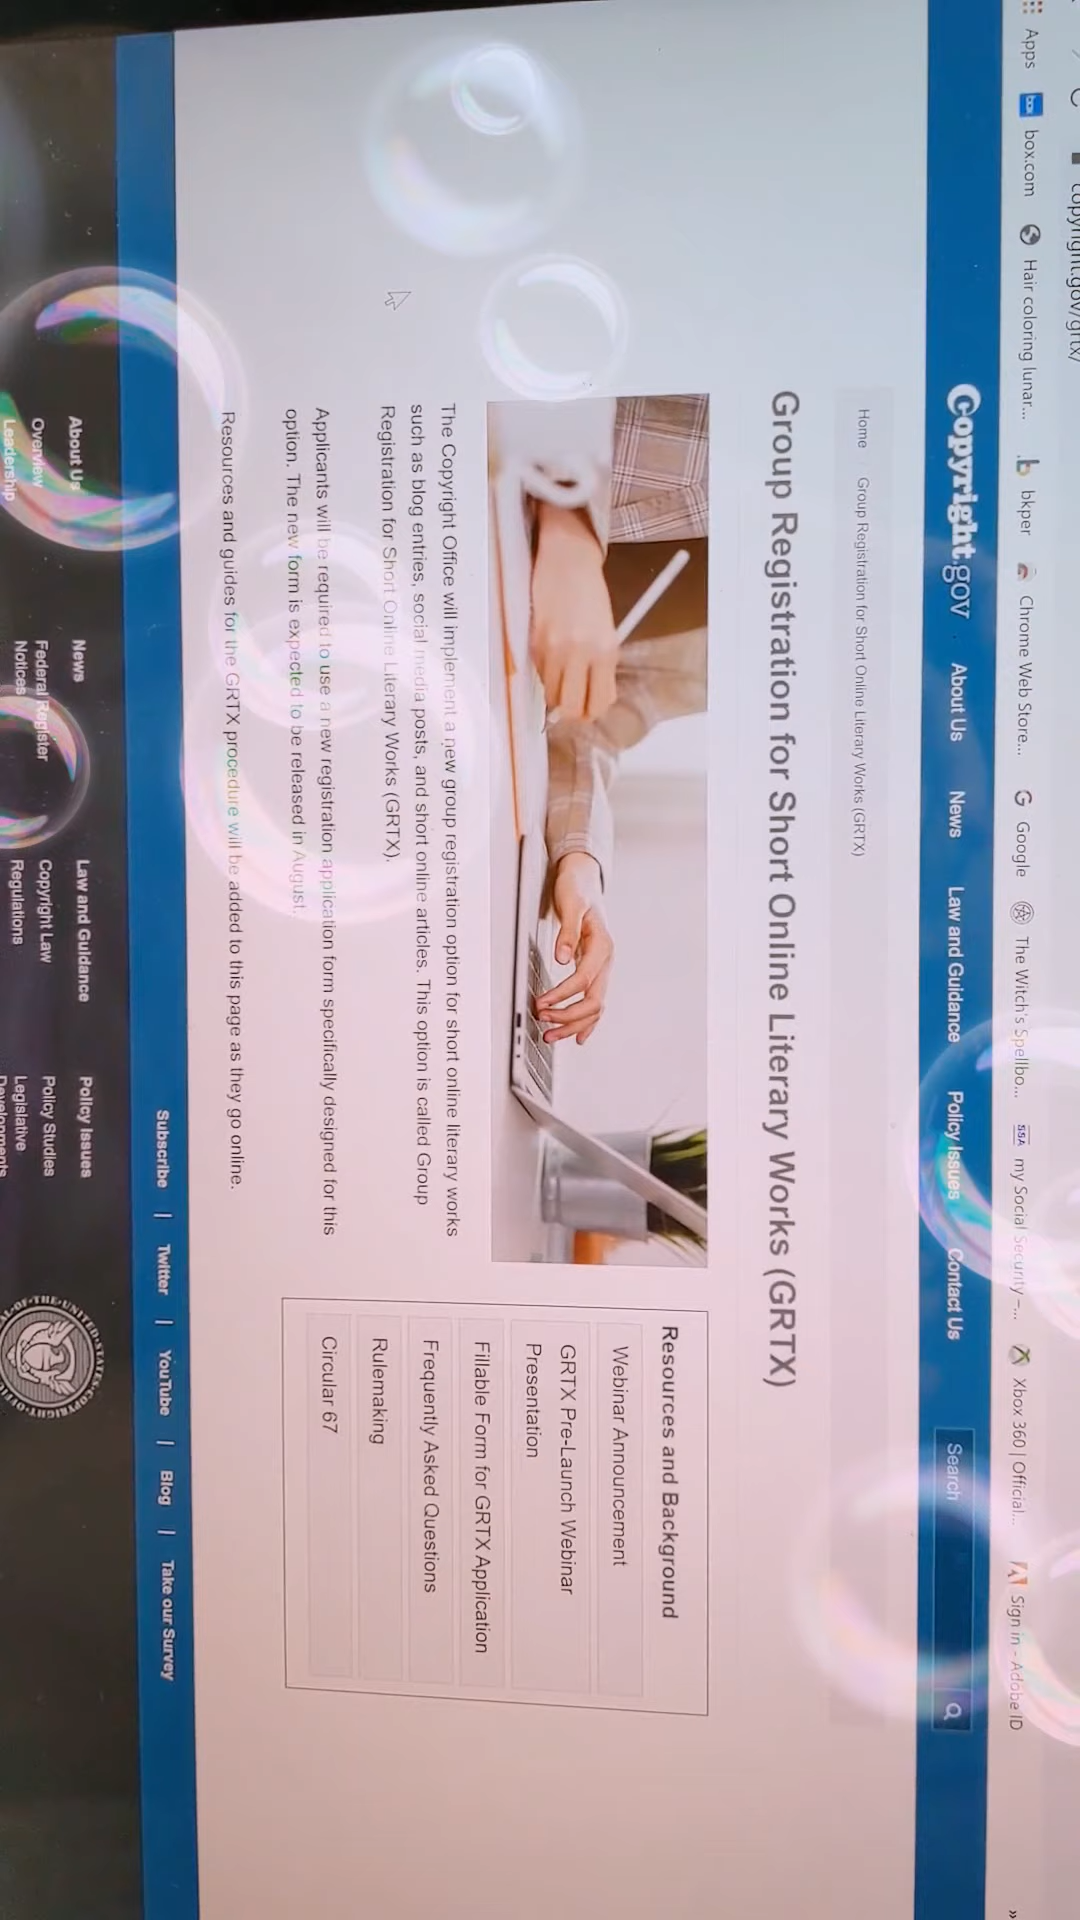 copyright.gov/grtx/
Apps box.com Hair coloring lunar... bkper Chrome Web Store... Google The Witch's Spellbo... SSA my Social Security –... Xbox 360 | Official... Sign in - Adobe ID »
Copyright.gov About Us News Law and Guidance Policy Issues Contact Us Search
Home Group Registration for Short Online Literary Works (GRTX)
Group Registration for Short Online Literary Works (GRTX)
The Copyright Office will implement a new group registration option for short online literary works
such as blog entries, social media posts, and short online articles. This option is called Group
Registration for Short Online Literary Works (GRTX).
Applicants will be required to use a new registration application form specifically designed for this
option. The new form is expected to be released in August.
Resources and guides for the GRTX procedure will be added to this page as they go online.
Resources and Background
Webinar Announcement
GRTX Pre-Launch Webinar
Presentation
Fillable Form for GRTX Application
Frequently Asked Questions
Rulemaking
Circular 67
Subscribe | Twitter | YouTube | Blog | Take our Survey
About Us
Overview
Leadership
News
Federal Register
Notices
Law and Guidance
Copyright Law
Regulations
Policy Issues
Policy Studies
Legislative
Developments